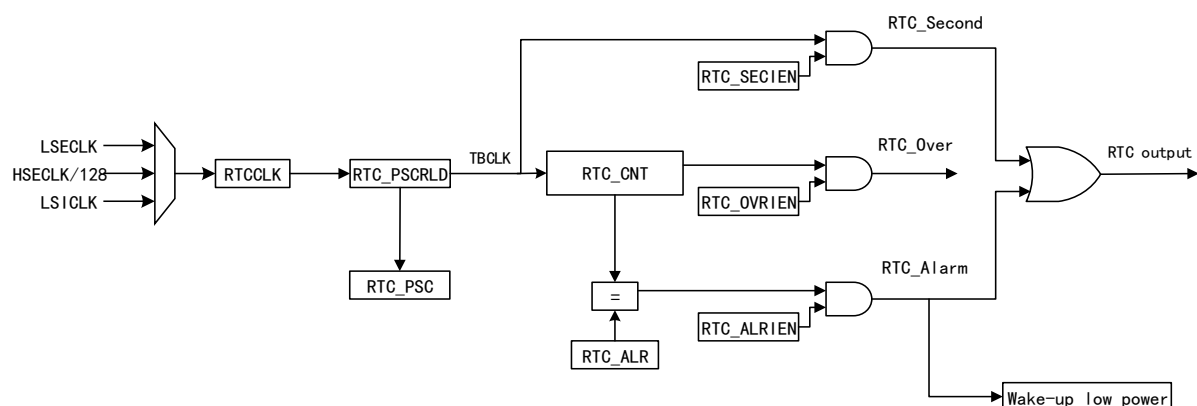 RTC_Second
RTC_SECIEN
LSECLK
HSECLK/128
LSICLK
RTCCLK
RTC_PSCRLD
TBCLK
RTC_CNT
RTC_Over
RTC_OVRIEN
RTC output
RTC_PSC
=
RTC_Alarm
RTC_ALRIEN
RTC_ALR
Wake-up low power